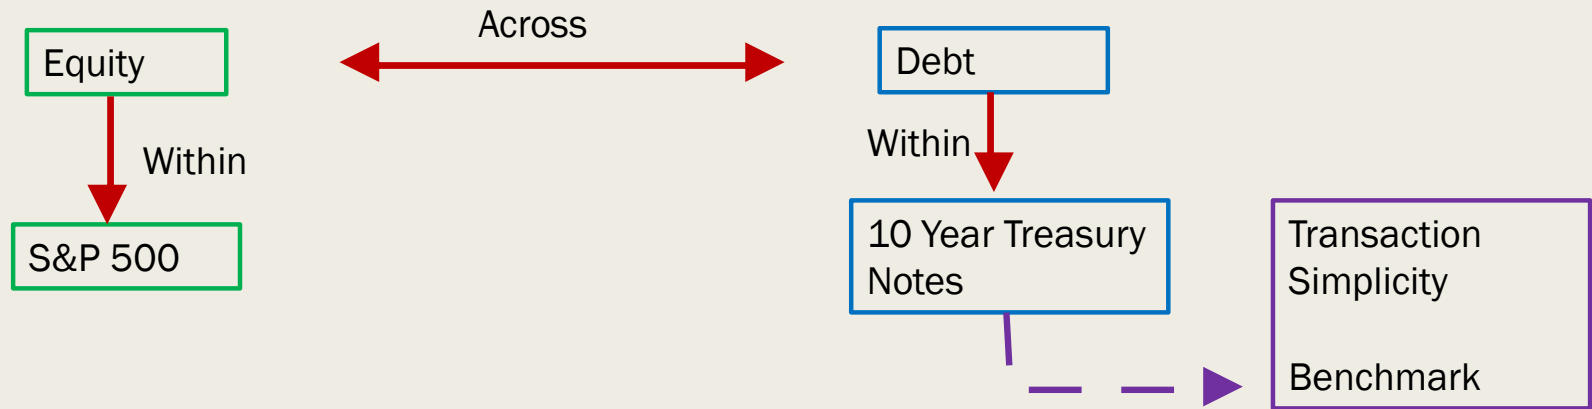 Across
Equity
Debt
Within
Within
S&P 500
10 Year Treasury
Notes
Transaction
Simplicity
Benchmark